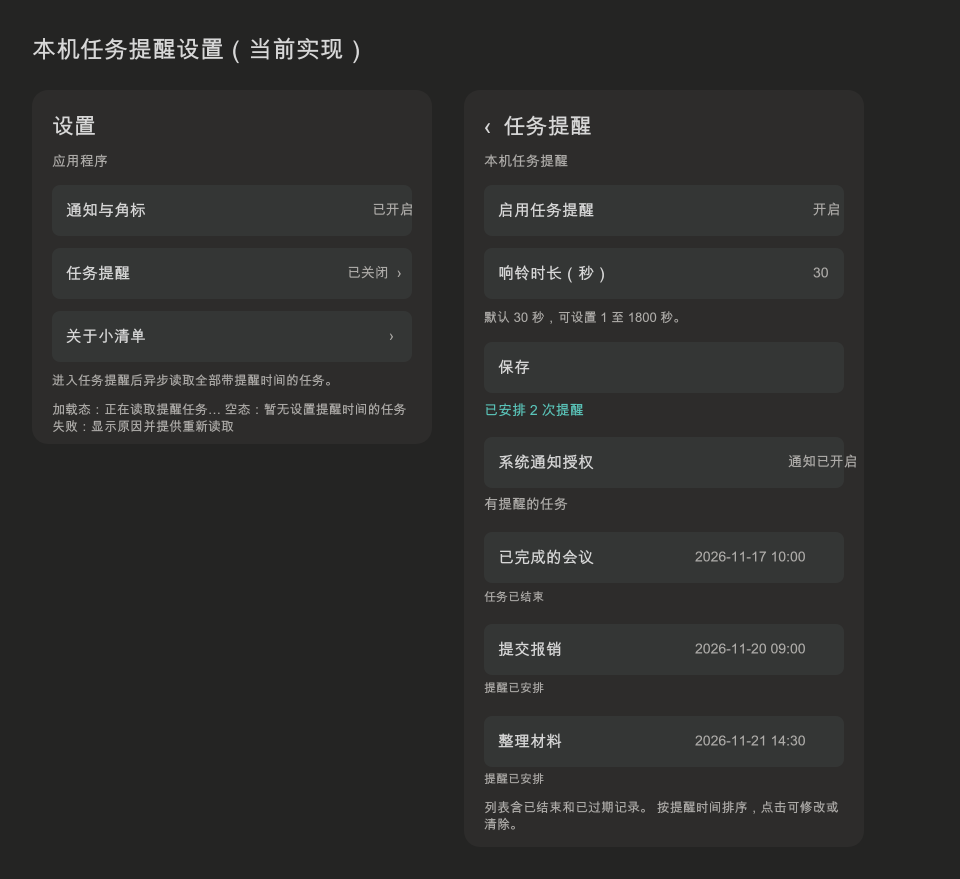 本机任务提醒设置（当前实现）
设置
应用程序
通知与角标 已开启
任务提醒 已关闭 ›
关于小清单 ›
进入任务提醒后异步读取全部带提醒时间的任务。
加载态：正在读取提醒任务... 空态：暂无设置提醒时间的任务
失败：显示原因并提供重新读取
‹ 任务提醒
本机任务提醒
启用任务提醒 开启
响铃时长（秒） 30
默认 30 秒，可设置 1 至 1800 秒。
保存
已安排 2 次提醒
系统通知授权 通知已开启
有提醒的任务
已完成的会议 2026-11-17 10:00
任务已结束
提交报销 2026-11-20 09:00
提醒已安排
整理材料 2026-11-21 14:30
提醒已安排
列表含已结束和已过期记录。 按提醒时间排序，点击可修改或
清除。